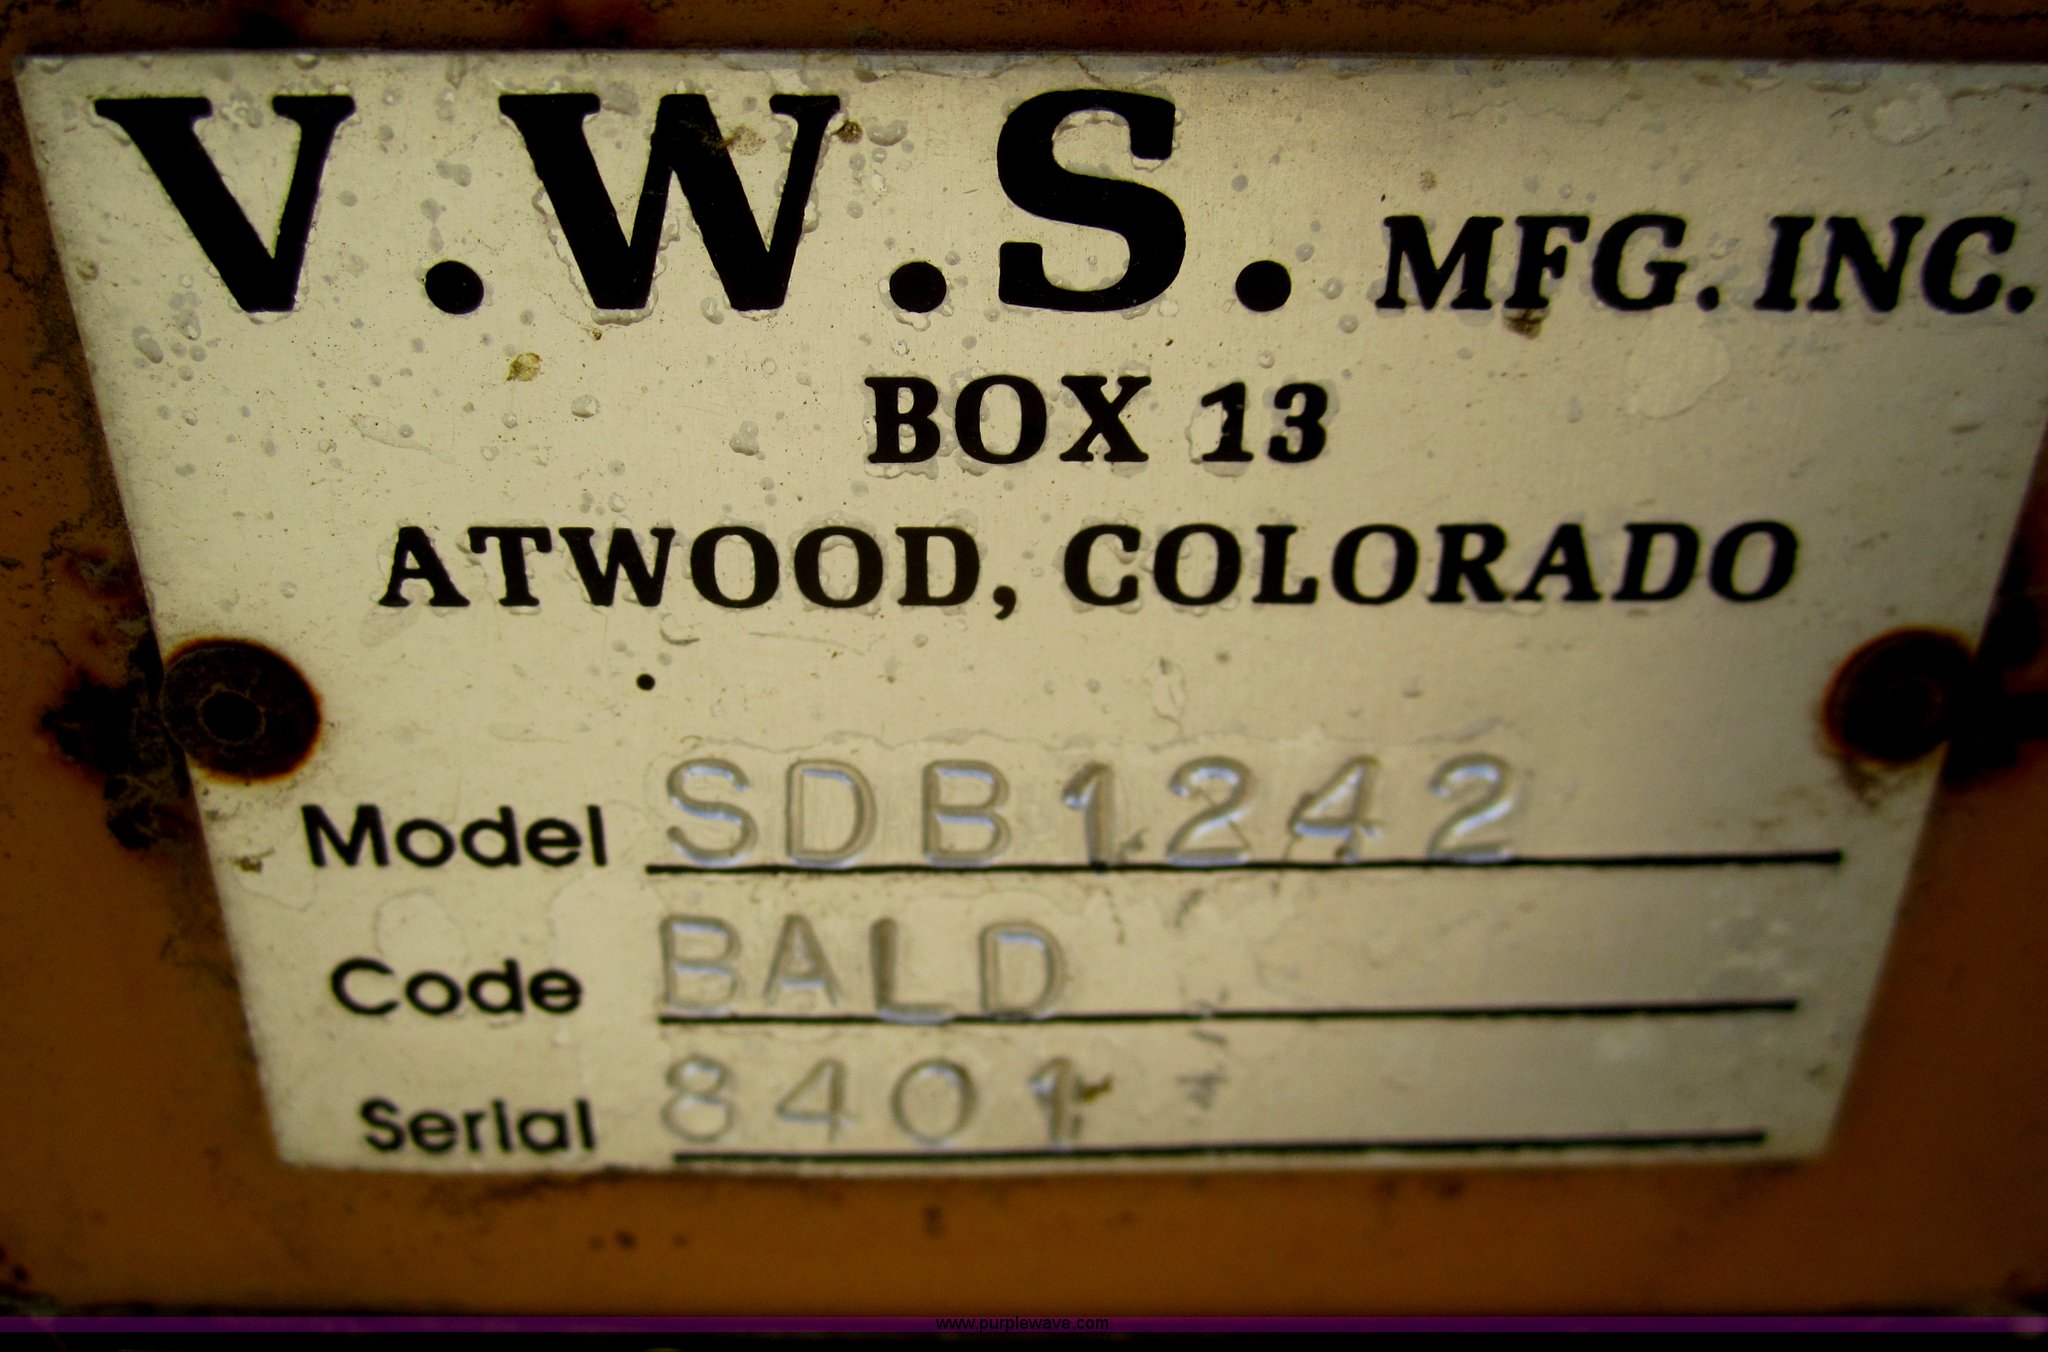 V.W.S. MFG. INC.
BOX 13
ATWOOD, COLORADO
Model SDB1242
Code BALD
Serial 8401
www.purplewave.com